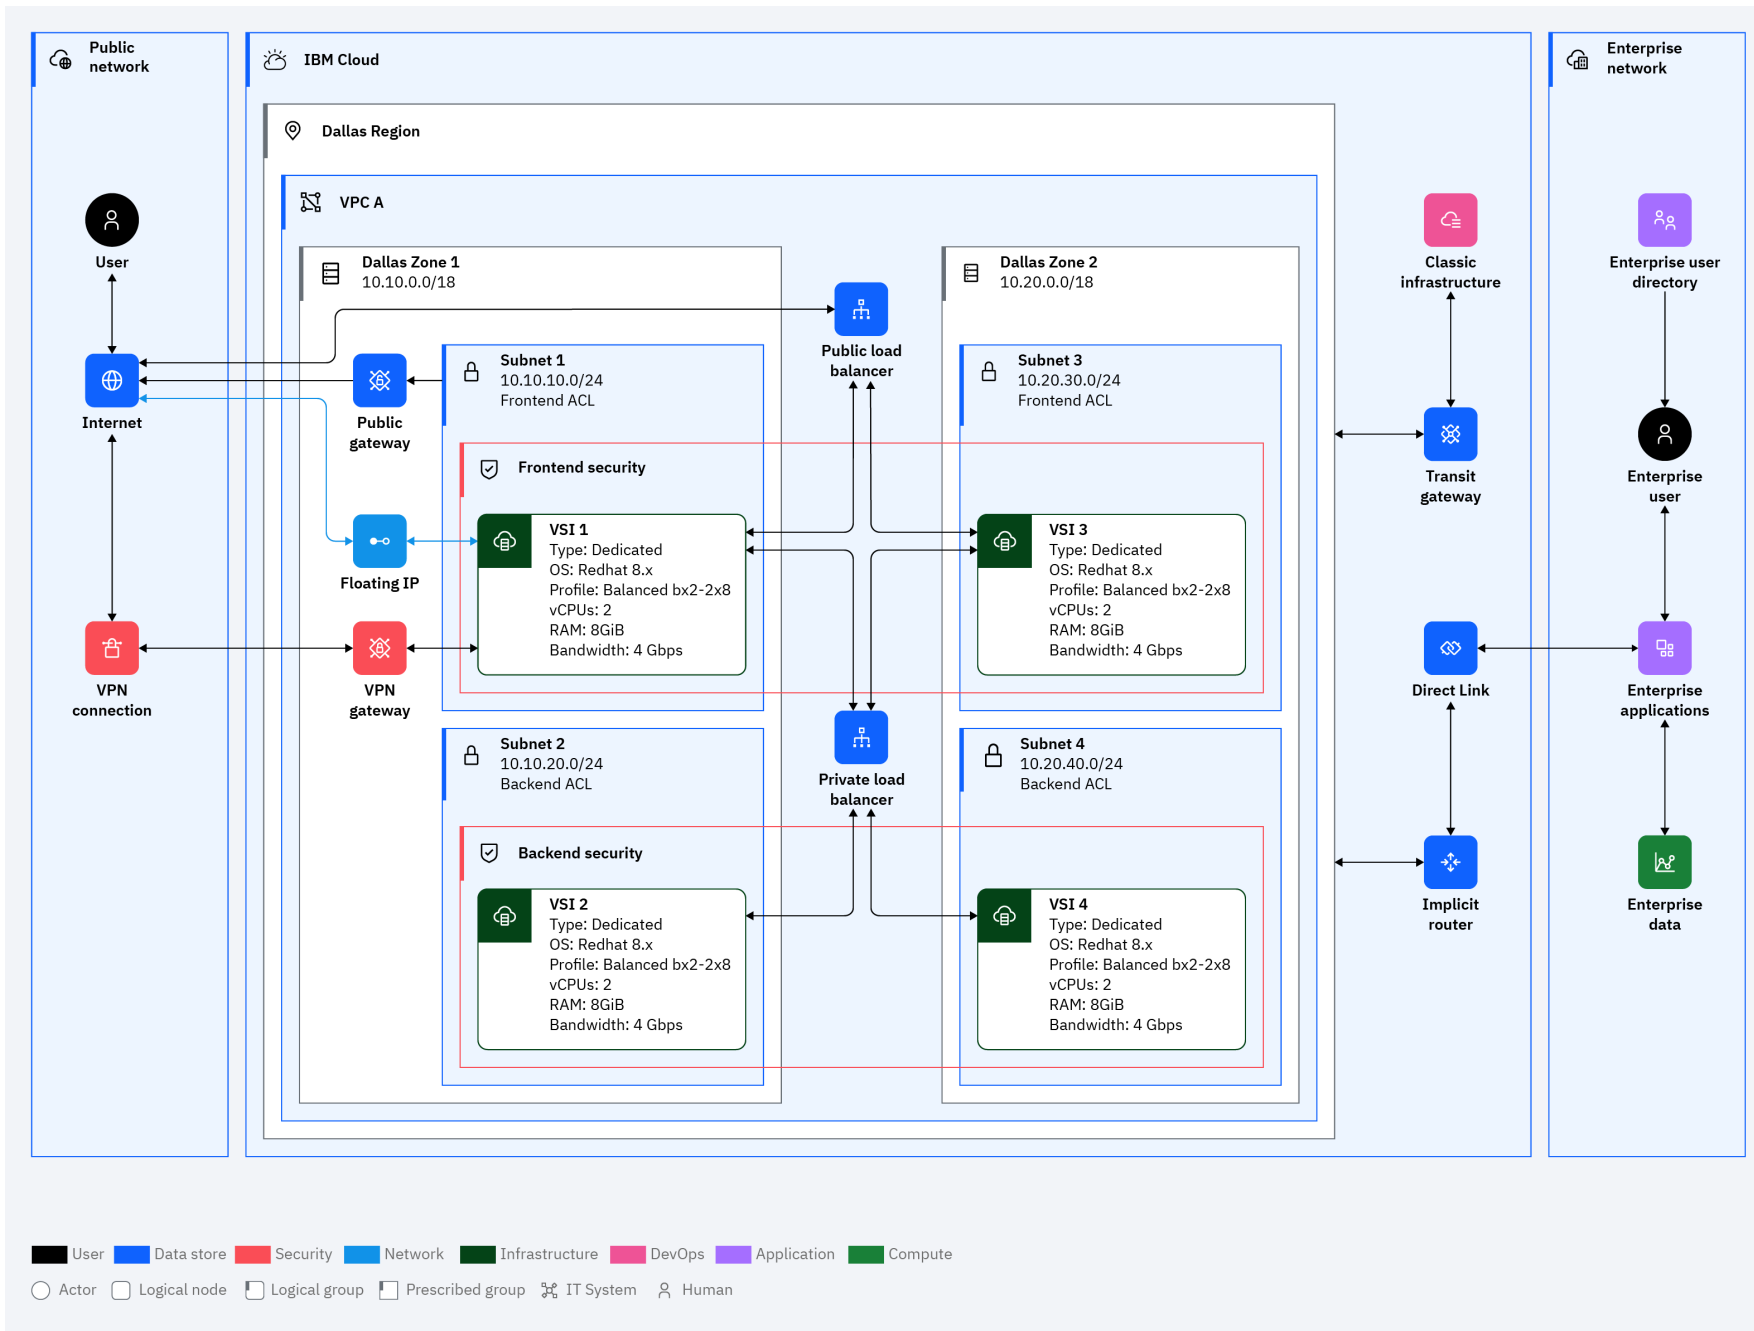 Public
network
IBM Cloud
Enterprise
network
Dallas Region
VPC A
User
Dallas Zone 1
10.10.0.0/18
Dallas Zone 2
10.20.0.0/18
Classic
infrastructure
Enterprise user
directory
Public load
balancer
Subnet 1
10.10.10.0/24
Frontend ACL
Subnet 3
10.20.30.0/24
Frontend ACL
Internet
Public
gateway
Frontend security
Transit
gateway
Enterprise
user
VSI 1
Type: Dedicated
OS: Redhat 8.x
Profile: Balanced bx2-2x8
vCPUs: 2
RAM: 8GiB
Bandwidth: 4 Gbps
VSI 3
Type: Dedicated
OS: Redhat 8.x
Profile: Balanced bx2-2x8
vCPUs: 2
RAM: 8GiB
Bandwidth: 4 Gbps
Floating IP
VPN
connection
VPN
gateway
Direct Link
Enterprise
applications
Subnet 2
10.10.20.0/24
Backend ACL
Private load
balancer
Subnet 4
10.20.40.0/24
Backend ACL
Backend security
VSI 2
Type: Dedicated
OS: Redhat 8.x
Profile: Balanced bx2-2x8
vCPUs: 2
RAM: 8GiB
Bandwidth: 4 Gbps
VSI 4
Type: Dedicated
OS: Redhat 8.x
Profile: Balanced bx2-2x8
vCPUs: 2
RAM: 8GiB
Bandwidth: 4 Gbps
Implicit
router
Enterprise
data
User Data store Security Network Infrastructure DevOps Application Compute
Actor Logical node Logical group Prescribed group IT System Human